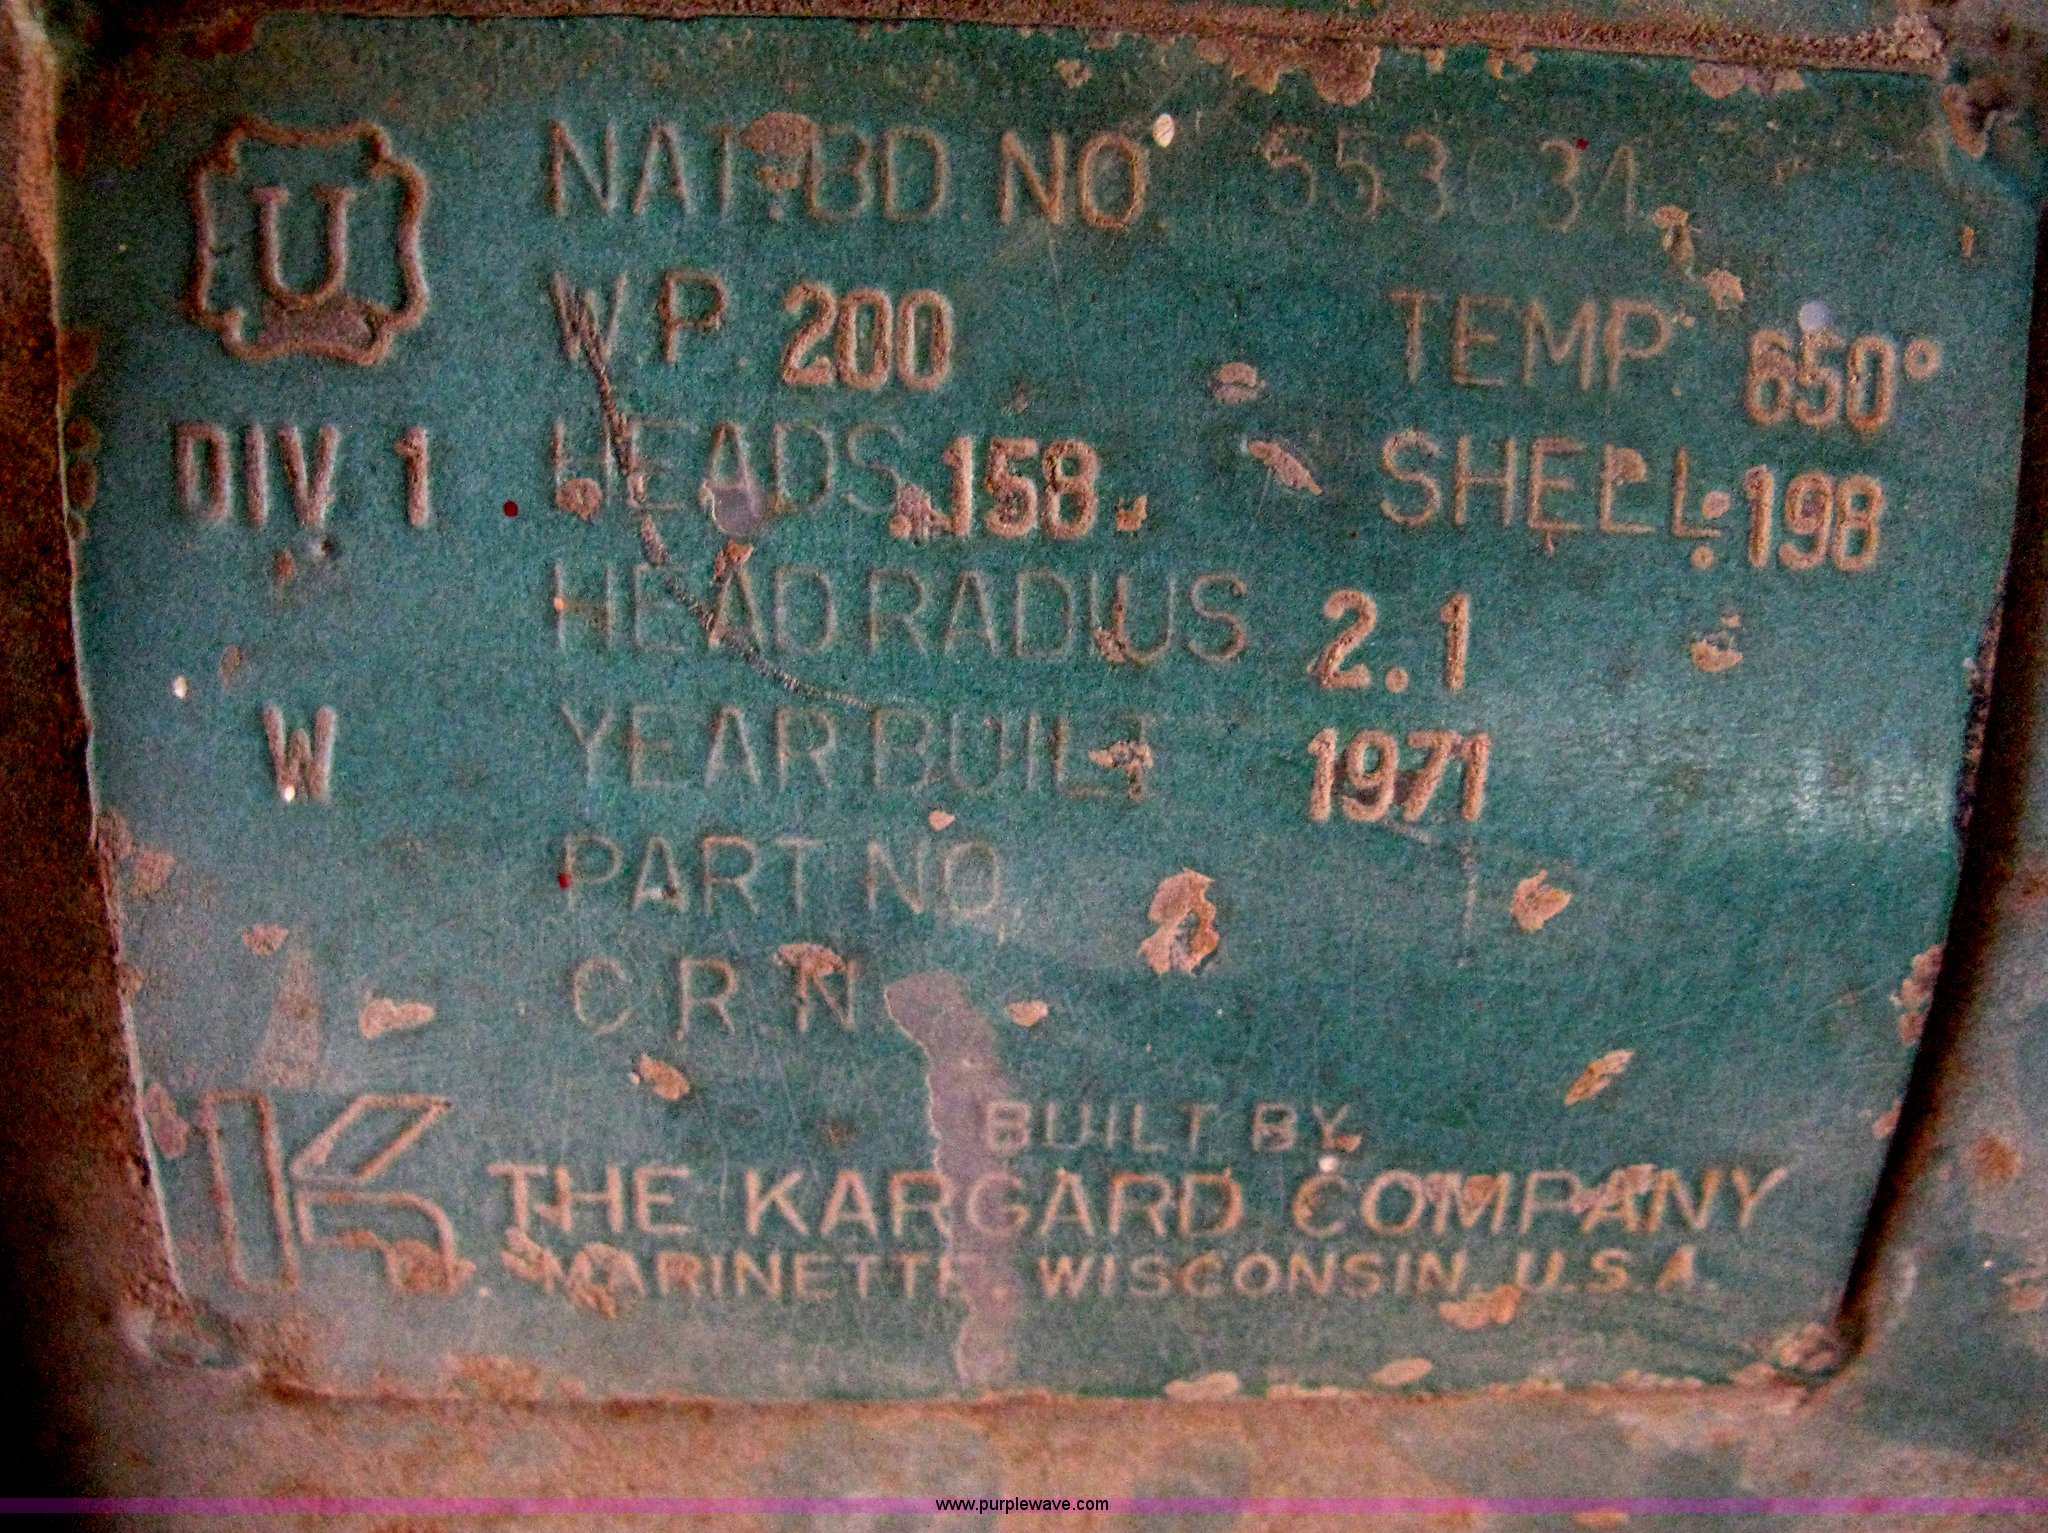 U
NAT. BD. NO. 553634
W P 200 TEMP 650°
DIV 1 HEADS .158 SHELL .198
HEAD RADIUS 2.1
W YEAR BUILT 1971
PART NO
C R N
BUILT BY
K THE KARGARD COMPANY
MARINETTE, WISCONSIN, U.S.A.
www.purplewave.com